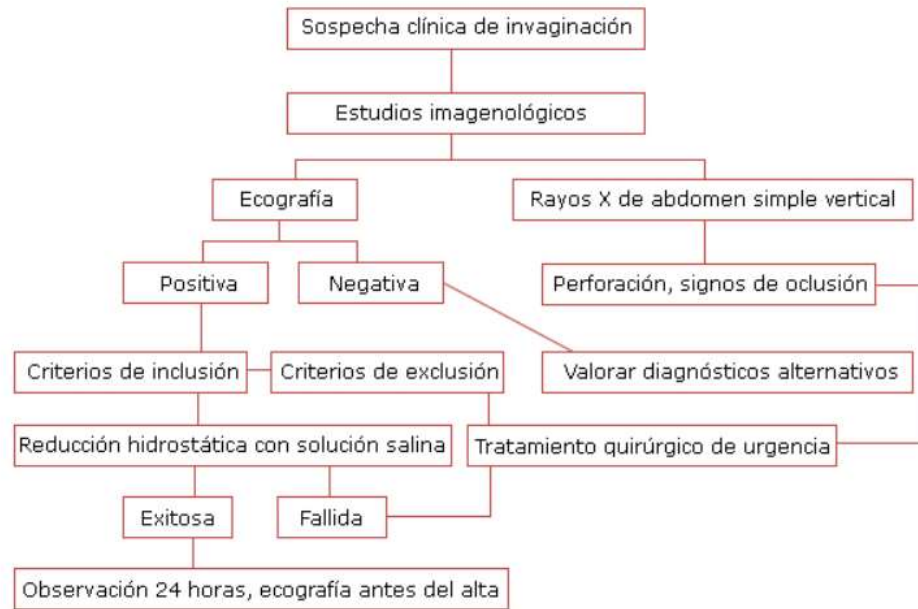 Sospecha clínica de invaginación
Estudios imagenológicos
Ecografía
Rayos X de abdomen simple vertical
Positiva
Negativa
Perforación, signos de oclusión
Criterios de inclusión
Criterios de exclusión
Valorar diagnósticos alternativos
Reducción hidrostática con solución salina
Tratamiento quirúrgico de urgencia
Exitosa
Fallida
Observación 24 horas, ecografía antes del alta